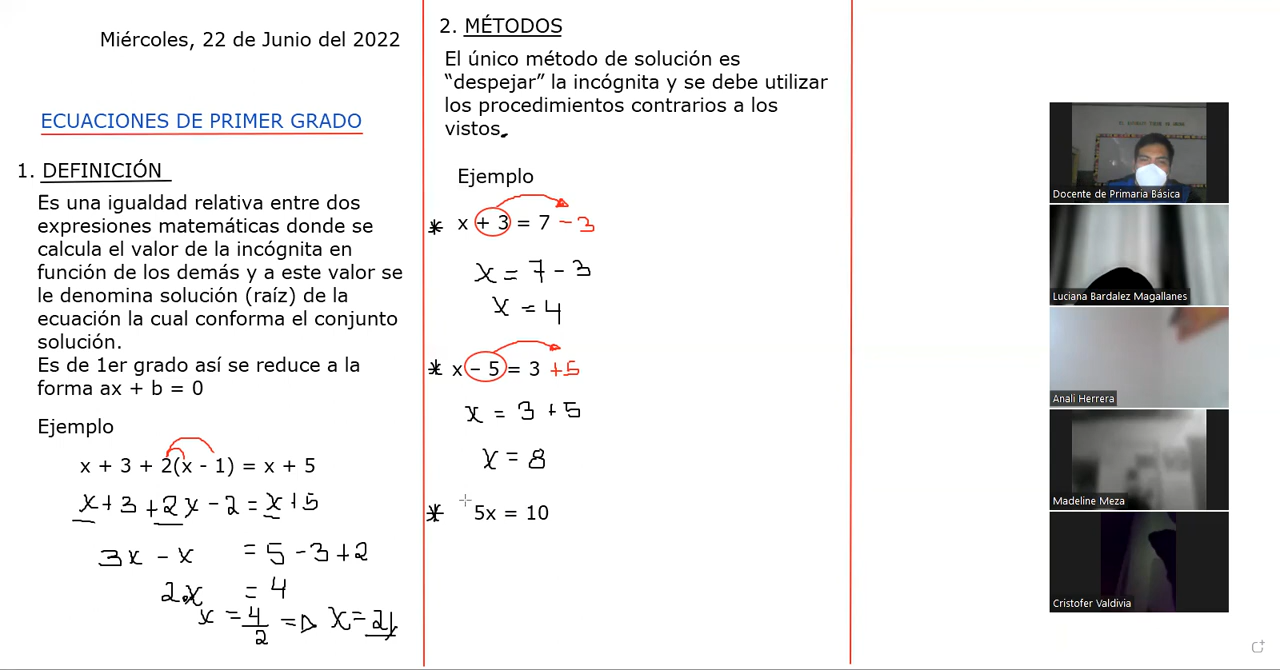 Miércoles, 22 de Junio del 2022
ECUACIONES DE PRIMER GRADO
1. DEFINICIÓN
Es una igualdad relativa entre dos
expresiones matemáticas donde se
calcula el valor de la incógnita en
función de los demás y a este valor se
le denomina solución (raíz) de la
ecuación la cual conforma el conjunto
solución.
Es de 1er grado así se reduce a la
forma ax + b = 0
Ejemplo
x + 3 + 2(x - 1) = x + 5
x + 3 + 2x - 2 = x + 5
3x - x = 5 - 3 + 2
2x = 4
x = 4/2 ⇒ x = 2
2. MÉTODOS
El único método de solución es
“despejar” la incógnita y se debe utilizar
los procedimientos contrarios a los
vistos.
Ejemplo
* x + 3 = 7 - 3
x = 7 - 3
x = 4
* x - 5 = 3 + 5
x = 3 + 5
x = 8
* 5x = 10
Docente de Primaria Básica
Luciana Bardalez Magallanes
Anali Herrera
Madeline Meza
Cristofer Valdivia